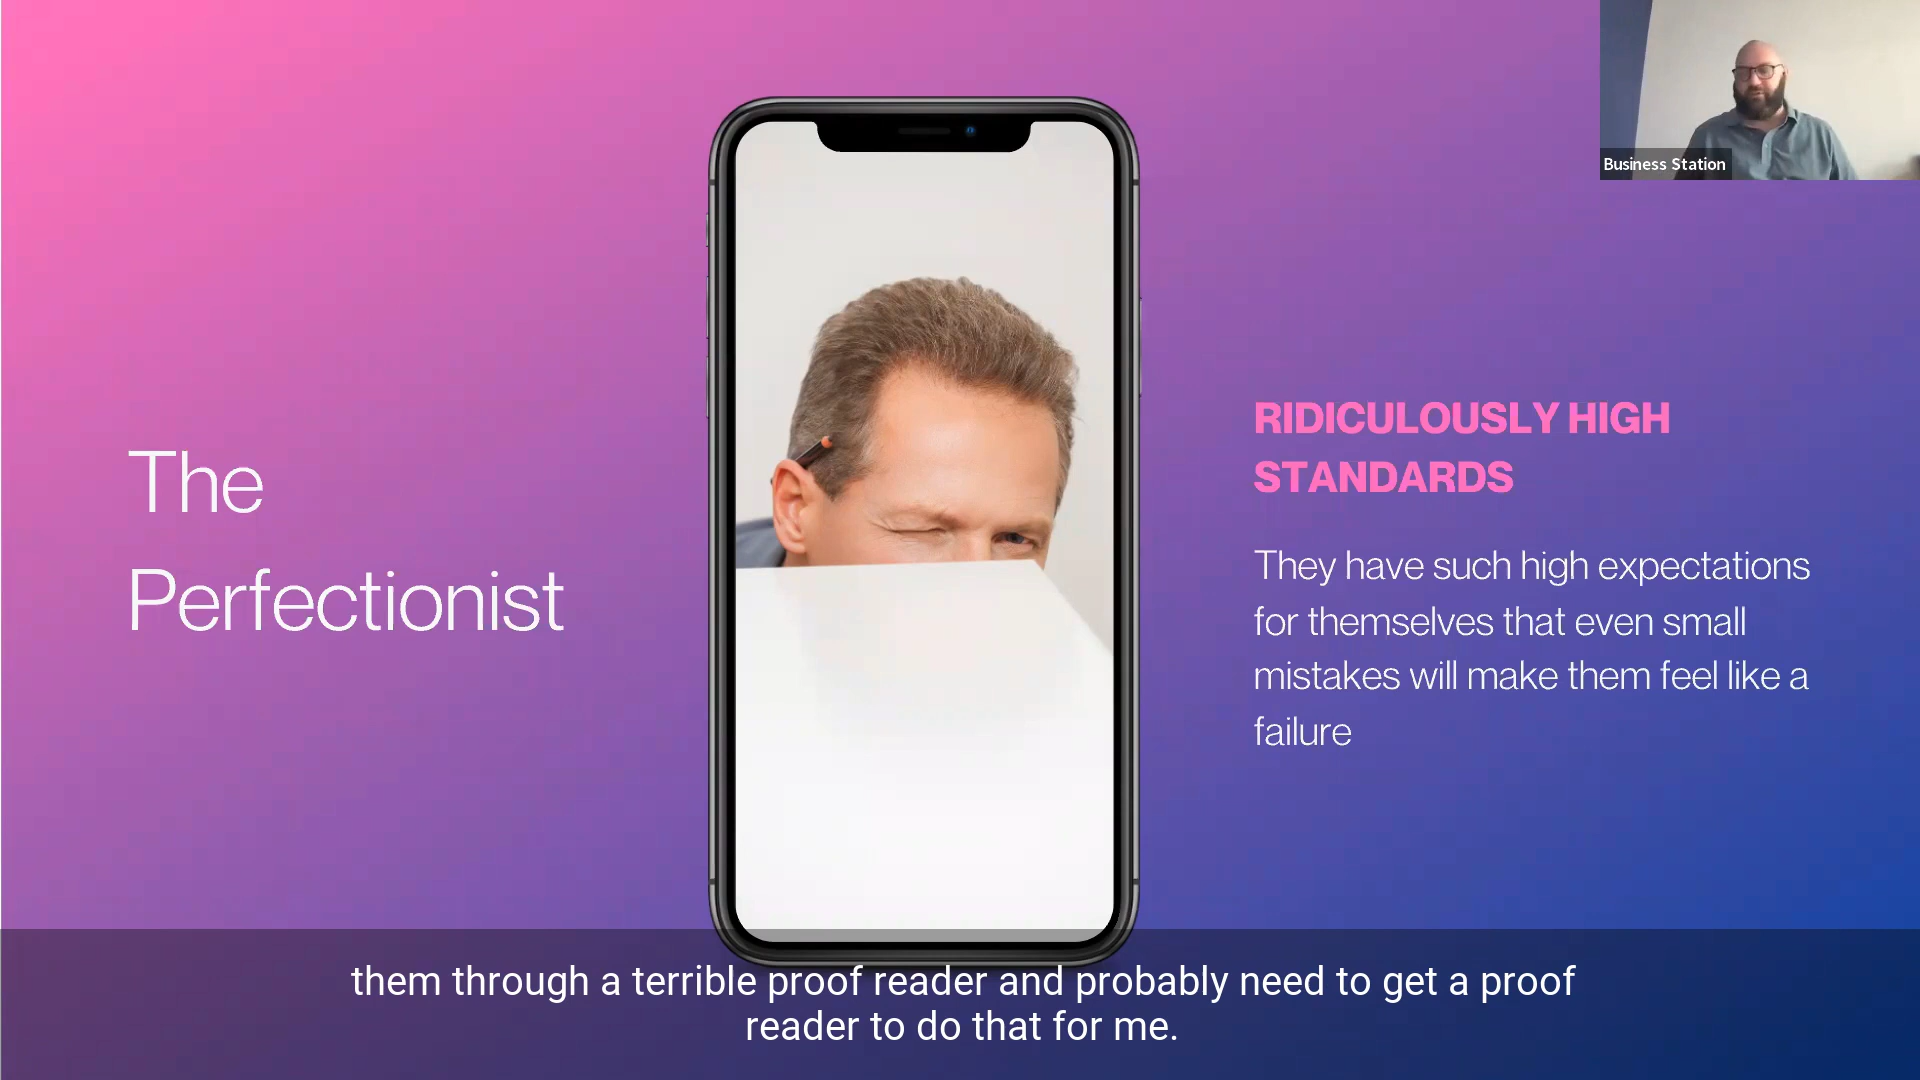 Business Station
The
Perfectionist
RIDICULOUSLY HIGH
STANDARDS
They have such high expectations
for themselves that even small
mistakes will make them feel like a
failure
them through a terrible proof reader and probably need to get a proof
reader to do that for me.